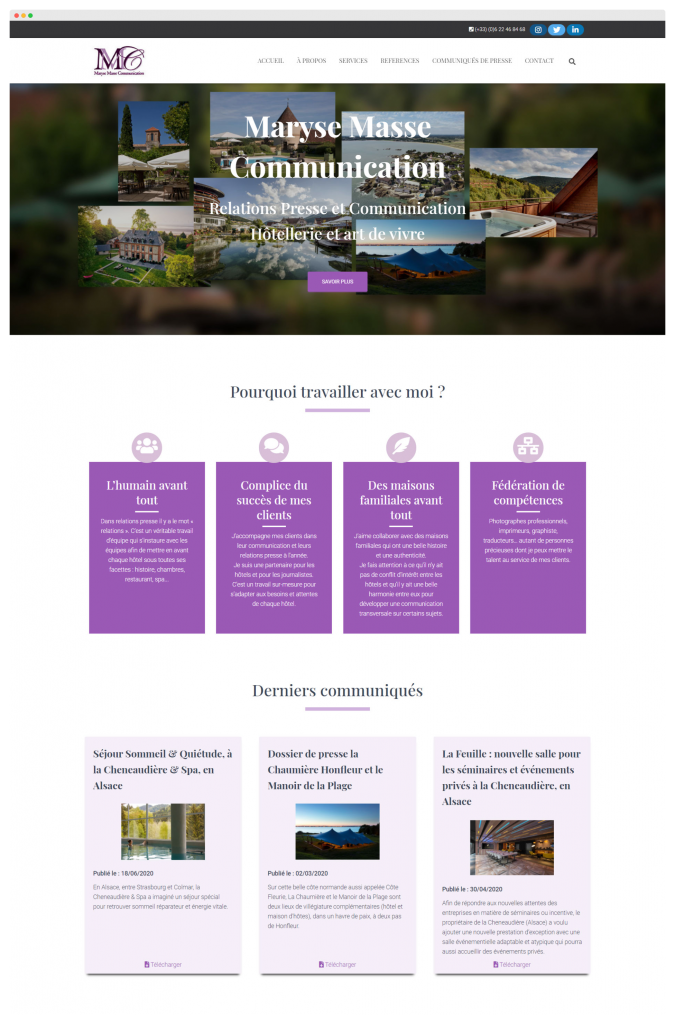 (+33) (0)6 22 46 84 68
MC
Maryse Masse Communication
ACCUEIL À PROPOS SERVICES REFERENCES COMMUNIQUÉS DE PRESSE CONTACT
Maryse Masse
Communication
Relations Presse et Communication
Hôtellerie et art de vivre
SAVOIR PLUS
Pourquoi travailler avec moi ?
L'humain avant
tout
Dans relations presse il y a le mot «
relations ». C'est un véritable travail
d'équipe qui s'instaure avec les
équipes afin de mettre en avant
chaque hôtel sous toutes ses
facettes : histoire, chambres,
restaurant, spa...
Complice du
succès de mes
clients
J'accompagne mes clients dans
leur communication et leurs
relations presse à l'année.
Je suis une partenaire pour les
hôtels et pour les journalistes.
C'est un travail sur-mesure pour
s'adapter aux besoins et attentes
de chaque hôtel.
Des maisons
familiales avant
tout
J'aime collaborer avec des maisons
familiales qui ont une belle histoire
et une authenticité.
Je fais attention à ce qu'il n'y ait
pas de conflit d'intérêt entre les
hôtels et qu'il y ait une belle
harmonie entre eux pour
développer une communication
transversale sur certains sujets.
Fédération de
compétences
Photographes professionnels,
imprimeurs, graphiste,
traducteurs... autant de personnes
précieuses dont je peux mettre le
talent au service de mes clients.
Derniers communiqués
Séjour Sommeil & Quiétude, à
la Cheneaudière & Spa, en
Alsace
Publié le : 18/06/2020
En Alsace, entre Strasbourg et Colmar, la
Cheneaudière & Spa a imaginé un séjour spécial
pour retrouver sommeil réparateur et énergie vitale.
Télécharger
Dossier de presse la
Chaumière Honfleur et le
Manoir de la Plage
Publié le : 02/03/2020
Sur cette belle côte normande aussi appelée Côte
Fleurie, La Chaumière et le Manoir de la Plage sont
deux lieux de villégiature complémentaires (hôtel et
maison d'hôtes), dans un havre de paix, à deux pas
de Honfleur.
Télécharger
La Feuille : nouvelle salle pour
les séminaires et événements
privés à la Cheneaudière, en
Alsace
Publié le : 30/04/2020
Afin de répondre aux nouvelles attentes des
entreprises en matière de séminaires ou incentive, le
propriétaire de la Cheneaudière (Alsace) a voulu
ajouter une nouvelle prestation d'exception avec une
salle événementielle adaptable et atypique qui pourra
aussi accueillir des événements privés.
Télécharger